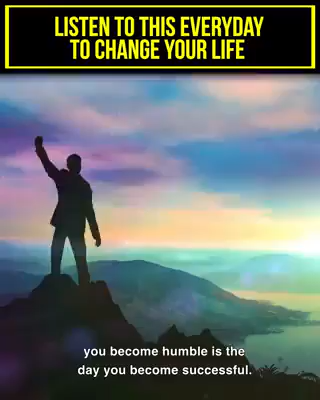 LISTEN TO THIS EVERYDAY
TO CHANGE YOUR LIFE
you become humble is the
day you become successful.